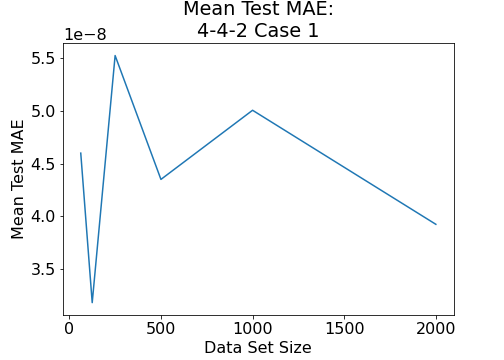 Mean Test MAE:
4-4-2 Case 1
1e−8
5.5
5.0
4.5
4.0
3.5
Mean Test MAE
0 500 1000 1500 2000
Data Set Size